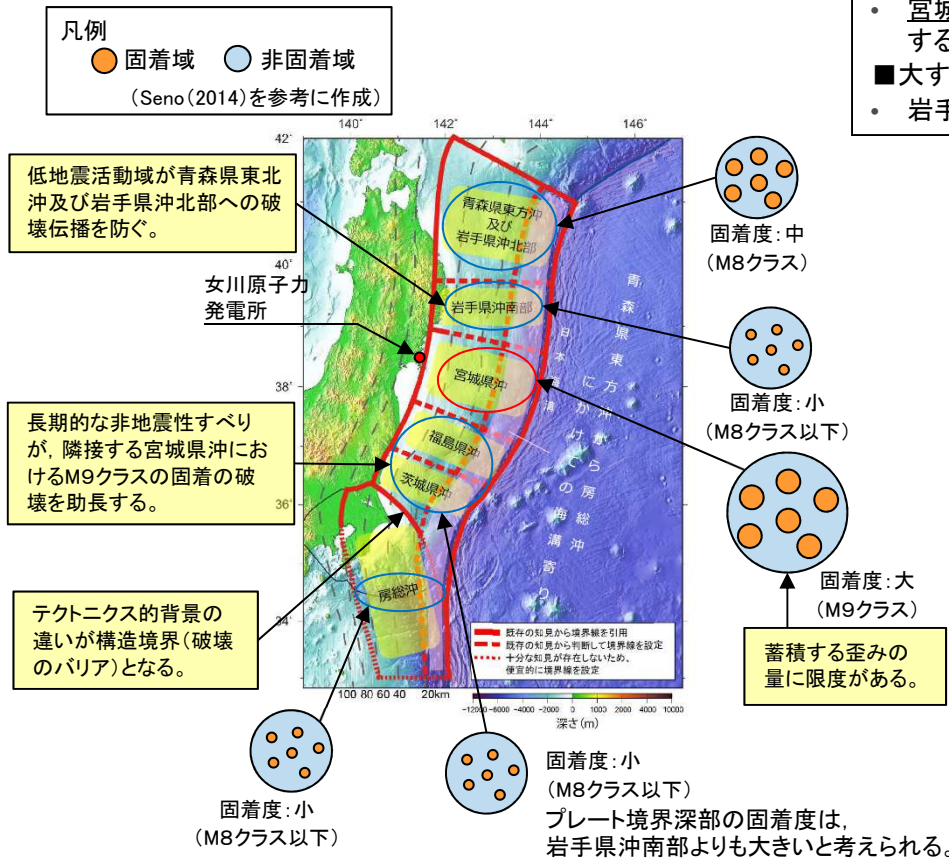 凡例
固着域 非固着域
(Seno(2014)を参考に作成)
・ 宮城
する
■大す
・ 岩手
140° 142° 144° 146°
42°
40°
38°
36°
34°
低地震活動域が青森県東北
沖及び岩手県沖北部への破
壊伝播を防ぐ。
女川原子力
発電所
長期的な非地震性すべり
が，隣接する宮城県沖にお
けるM9クラスの固着の破
壊を助長する。
テクトニクス的背景の
違いが構造境界(破壊
のバリア)となる。
青森県東方沖
及び
岩手県沖北部
岩手県沖南部
宮城県沖
福島県沖
茨城県沖
房総沖
日本海溝
青森県東方沖から房総沖
にかけての海溝寄り
固着度：中
(M8クラス)
固着度：小
(M8クラス以下)
固着度：大
(M9クラス)
蓄積する歪みの
量に限度がある。
既存の知見から境界線を引用
既存の知見から判断して境界線を設定
十分な知見が存在しないため、
便宜的に境界線を設定
100 80 60 40 20km
-12000 -8000 -4000 -2000 0 1000 2000 4000 10000
深さ(m)
固着度：小
(M8クラス以下)
固着度：小
(M8クラス以下)
プレート境界深部の固着度は，
岩手県沖南部よりも大きいと考えられる。